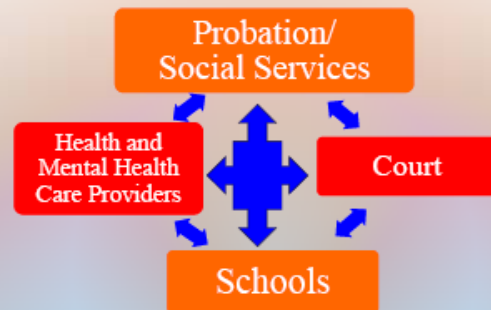 Probation/
Social Services
Health and
Mental Health
Care Providers
Court
Schools